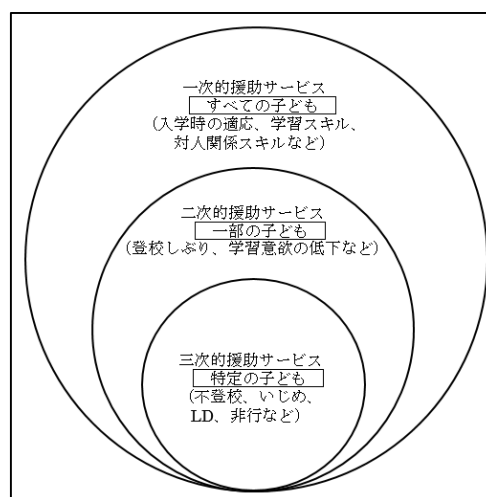 一次的援助サービス
すべての子ども
(入学時の適応、学習スキル、
対人関係スキルなど)
二次的援助サービス
一部の子ども
(登校しぶり、学習意欲の低下など)
三次的援助サービス
特定の子ども
(不登校、いじめ、
LD、非行など)